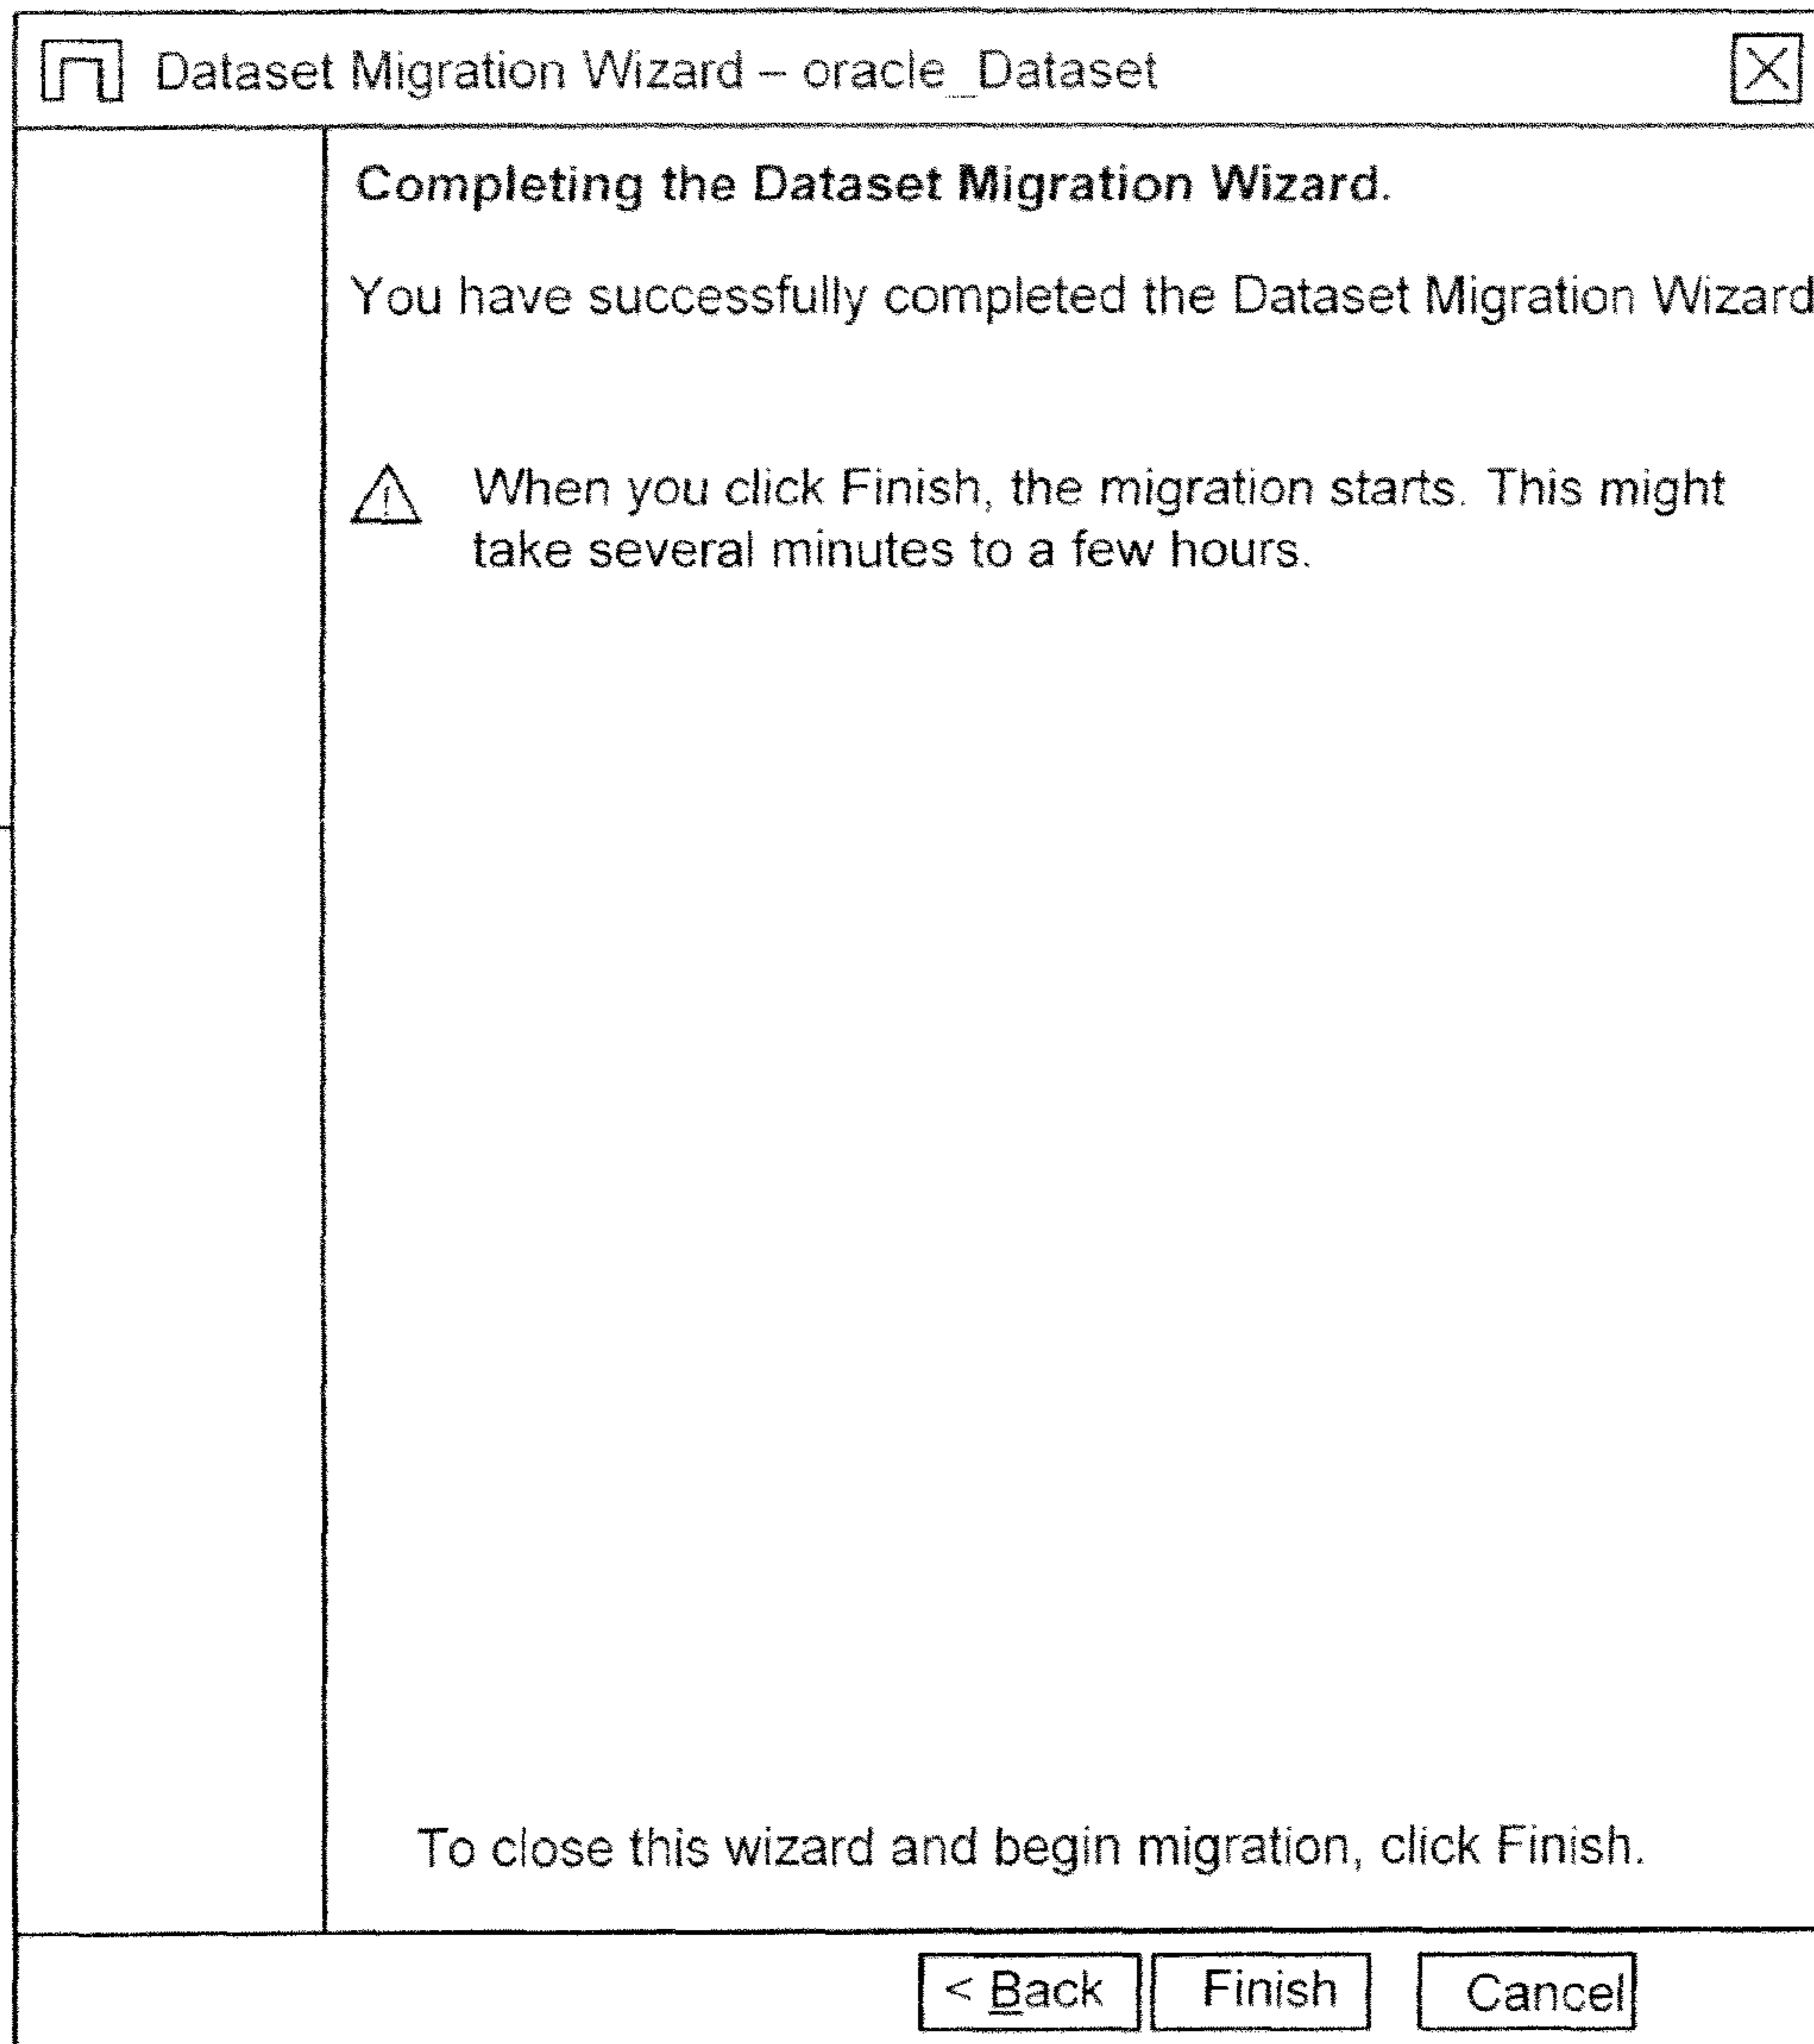 Dataset Migration Wizard – oracle_Dataset
Completing the Dataset Migration Wizard.
You have successfully completed the Dataset Migration Wizard
When you click Finish, the migration starts. This might
take several minutes to a few hours.
To close this wizard and begin migration, click Finish.
< Back Finish Cancel